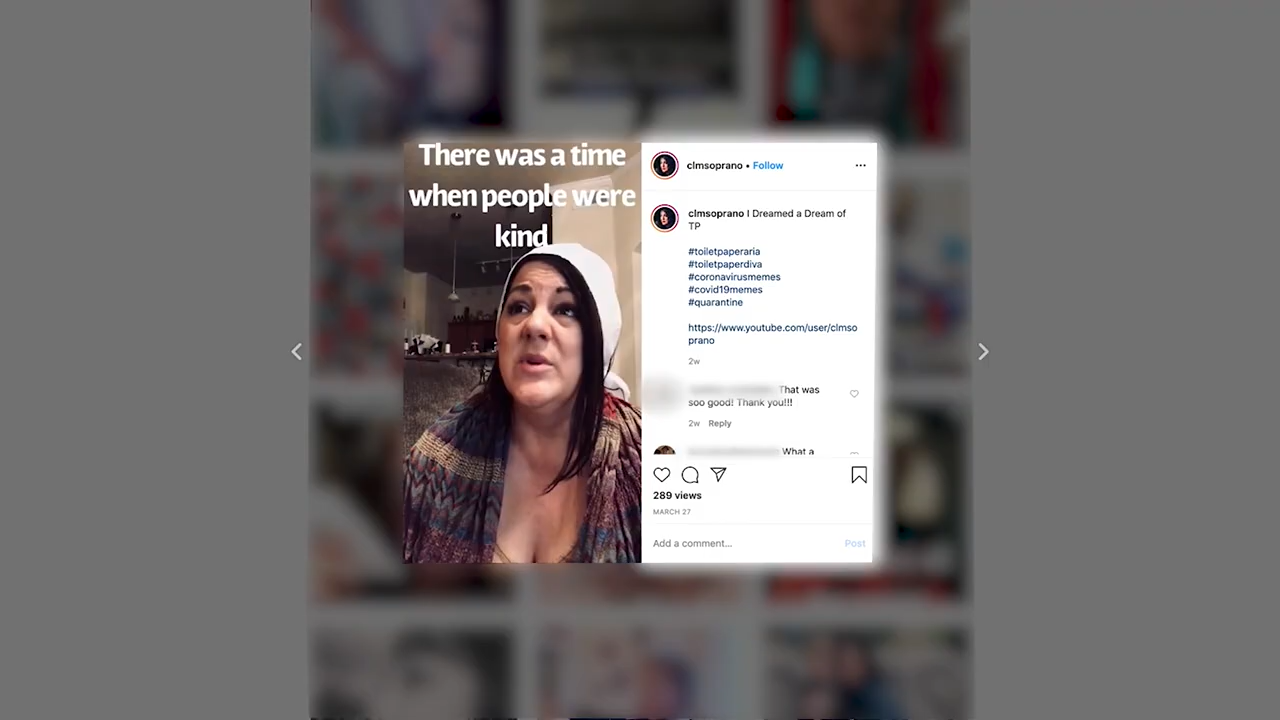 There was a time
when people were
kind
clmsoprano • Follow
clmsoprano I Dreamed a Dream of
TP
#toiletpaperaria
#toiletpaperdiva
#coronavirusmemes
#covid19memes
#quarantine
https://www.youtube.com/user/clmso
prano
2w
That was
soo good! Thank you!!!
2w Reply
What a
289 views
MARCH 27
Add a comment...
Post